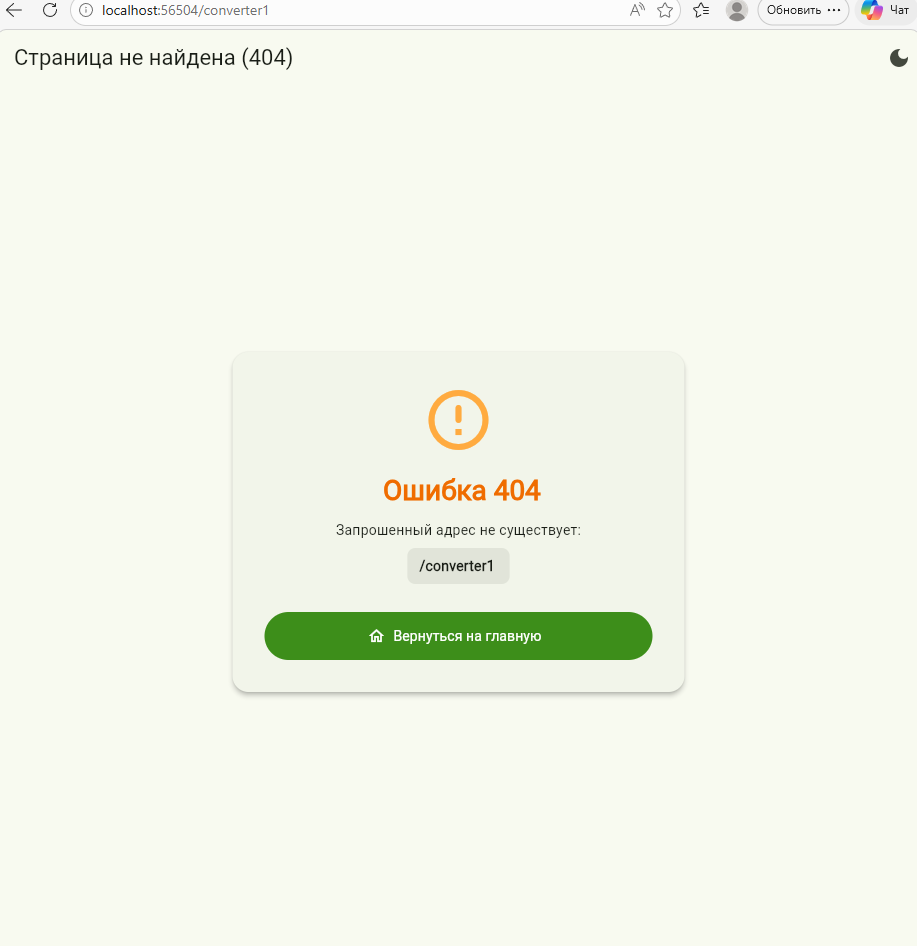 localhost:56504/converter1
Обновить
Чат
Страница не найдена (404)
Ошибка 404
Запрошенный адрес не существует:
/converter1
Вернуться на главную